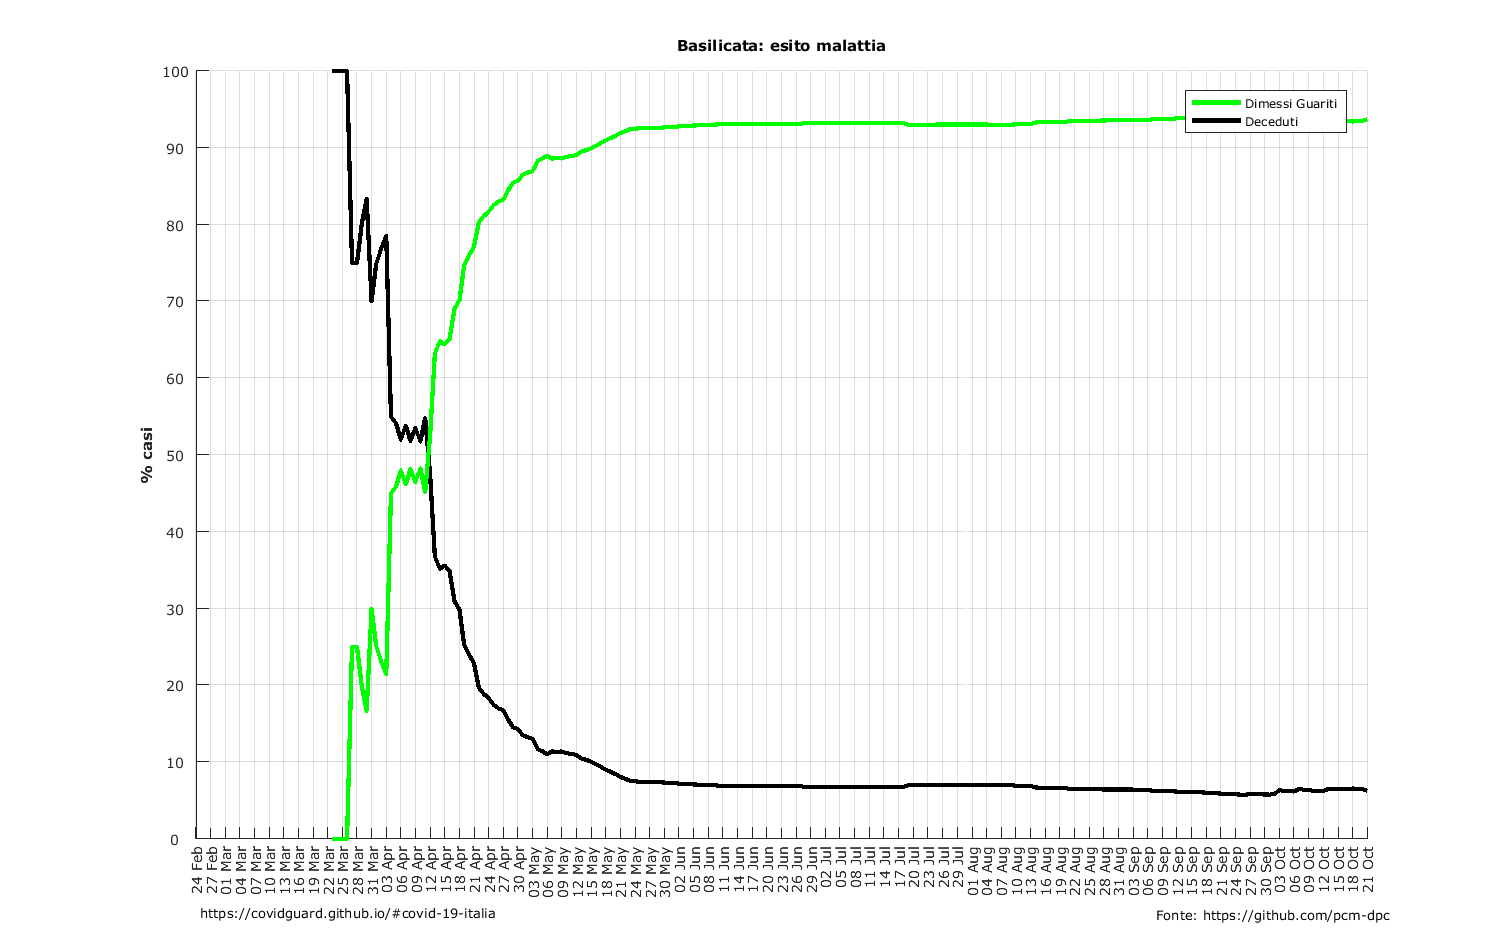 Basilicata: esito malattia
Dimessi Guariti
Deceduti
% casi
100
90
80
70
60
50
40
30
20
10
0
24 Feb
27 Feb
01 Mar
04 Mar
07 Mar
10 Mar
13 Mar
16 Mar
19 Mar
22 Mar
25 Mar
28 Mar
31 Mar
03 Apr
06 Apr
09 Apr
12 Apr
15 Apr
18 Apr
21 Apr
24 Apr
27 Apr
30 Apr
03 May
06 May
09 May
12 May
15 May
18 May
21 May
24 May
27 May
30 May
02 Jun
05 Jun
08 Jun
11 Jun
14 Jun
17 Jun
20 Jun
23 Jun
26 Jun
29 Jun
02 Jul
05 Jul
08 Jul
11 Jul
14 Jul
17 Jul
20 Jul
23 Jul
26 Jul
29 Jul
01 Aug
04 Aug
07 Aug
10 Aug
13 Aug
16 Aug
19 Aug
22 Aug
25 Aug
28 Aug
31 Aug
03 Sep
06 Sep
09 Sep
12 Sep
15 Sep
18 Sep
21 Sep
24 Sep
27 Sep
30 Sep
03 Oct
06 Oct
09 Oct
12 Oct
15 Oct
18 Oct
21 Oct
https://covidguard.github.io/#covid-19-italia
Fonte: https://github.com/pcm-dpc